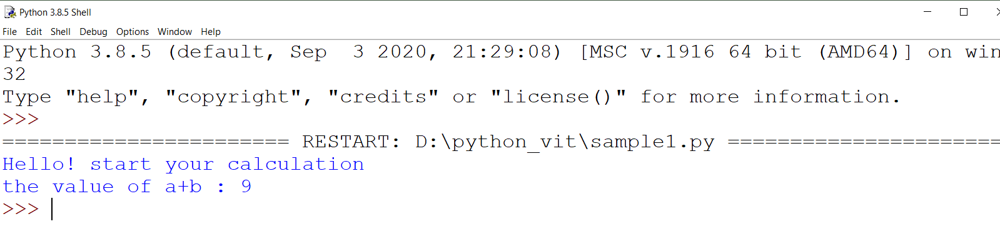 Python 3.8.5 Shell
File Edit Shell Debug Options Window Help
Python 3.8.5 (default, Sep  3 2020, 21:29:08) [MSC v.1916 64 bit (AMD64)] on win
32
Type "help", "copyright", "credits" or "license()" for more information.
>>>
======================= RESTART: D:\python_vit\sample1.py ======================
Hello! start your calculation
the value of a+b : 9
>>>